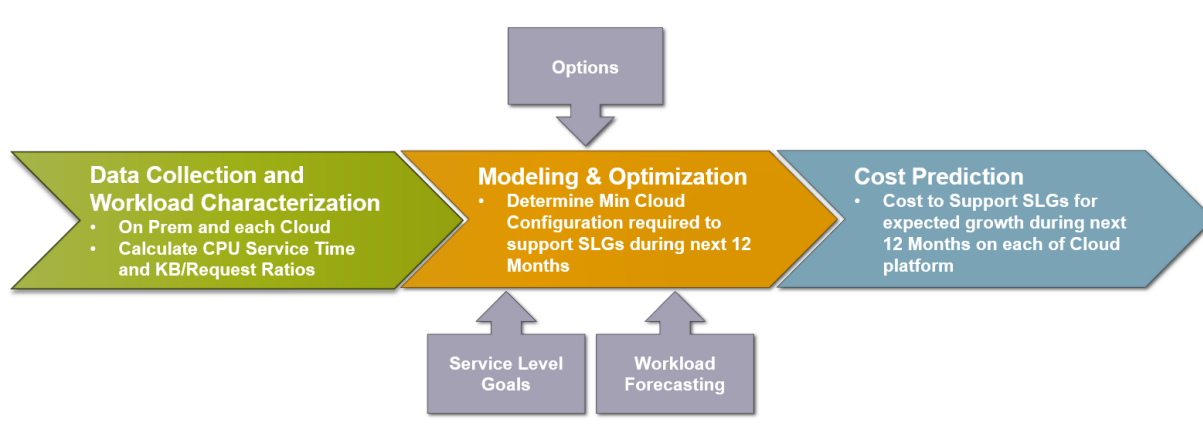 Options
Data Collection and
Workload Characterization
• On Prem and each Cloud
• Calculate CPU Service Time
and KB/Request Ratios
Modeling & Optimization
• Determine Min Cloud
Configuration required to
support SLGs during next 12
Months
Cost Prediction
• Cost to Support SLGs for
expected growth during next
12 Months on each of Cloud
platform
Service Level
Goals
Workload
Forecasting